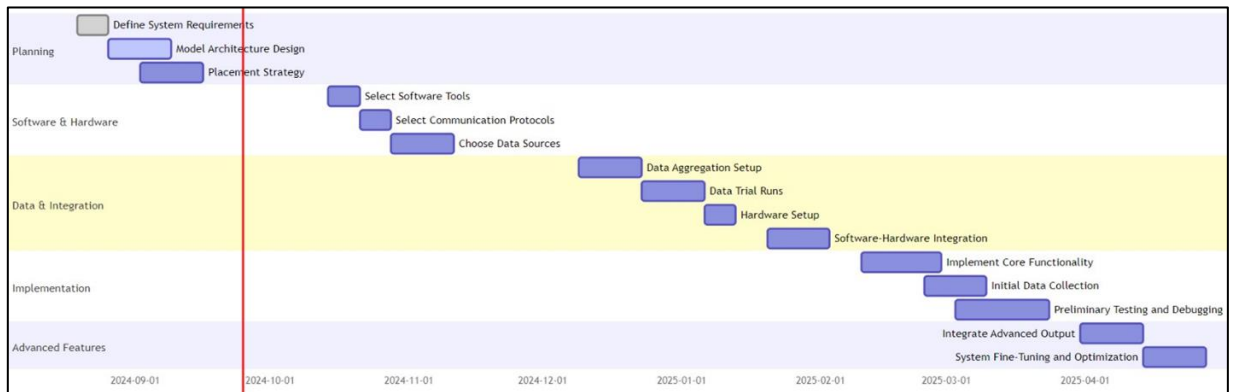 Define System Requirements
Planning
Model Architecture Design
Placement Strategy
Select Software Tools
Software & Hardware
Select Communication Protocols
Choose Data Sources
Data Aggregation Setup
Data Trial Runs
Data & Integration
Hardware Setup
Software-Hardware Integration
Implement Core Functionality
Implementation
Initial Data Collection
Preliminary Testing and Debugging
Integrate Advanced Output
Advanced Features
System Fine-Tuning and Optimization
2024-09-01 2024-10-01 2024-11-01 2024-12-01 2025-01-01 2025-02-01 2025-03-01 2025-04-01